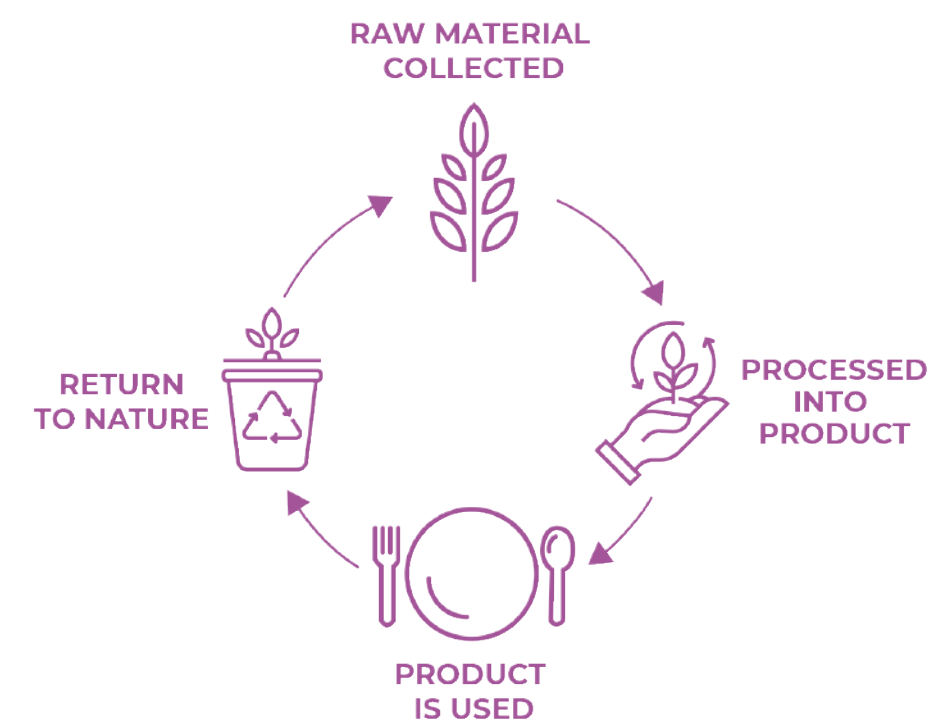 RAW MATERIAL
COLLECTED
PROCESSED
INTO
PRODUCT
PRODUCT
IS USED
RETURN
TO NATURE